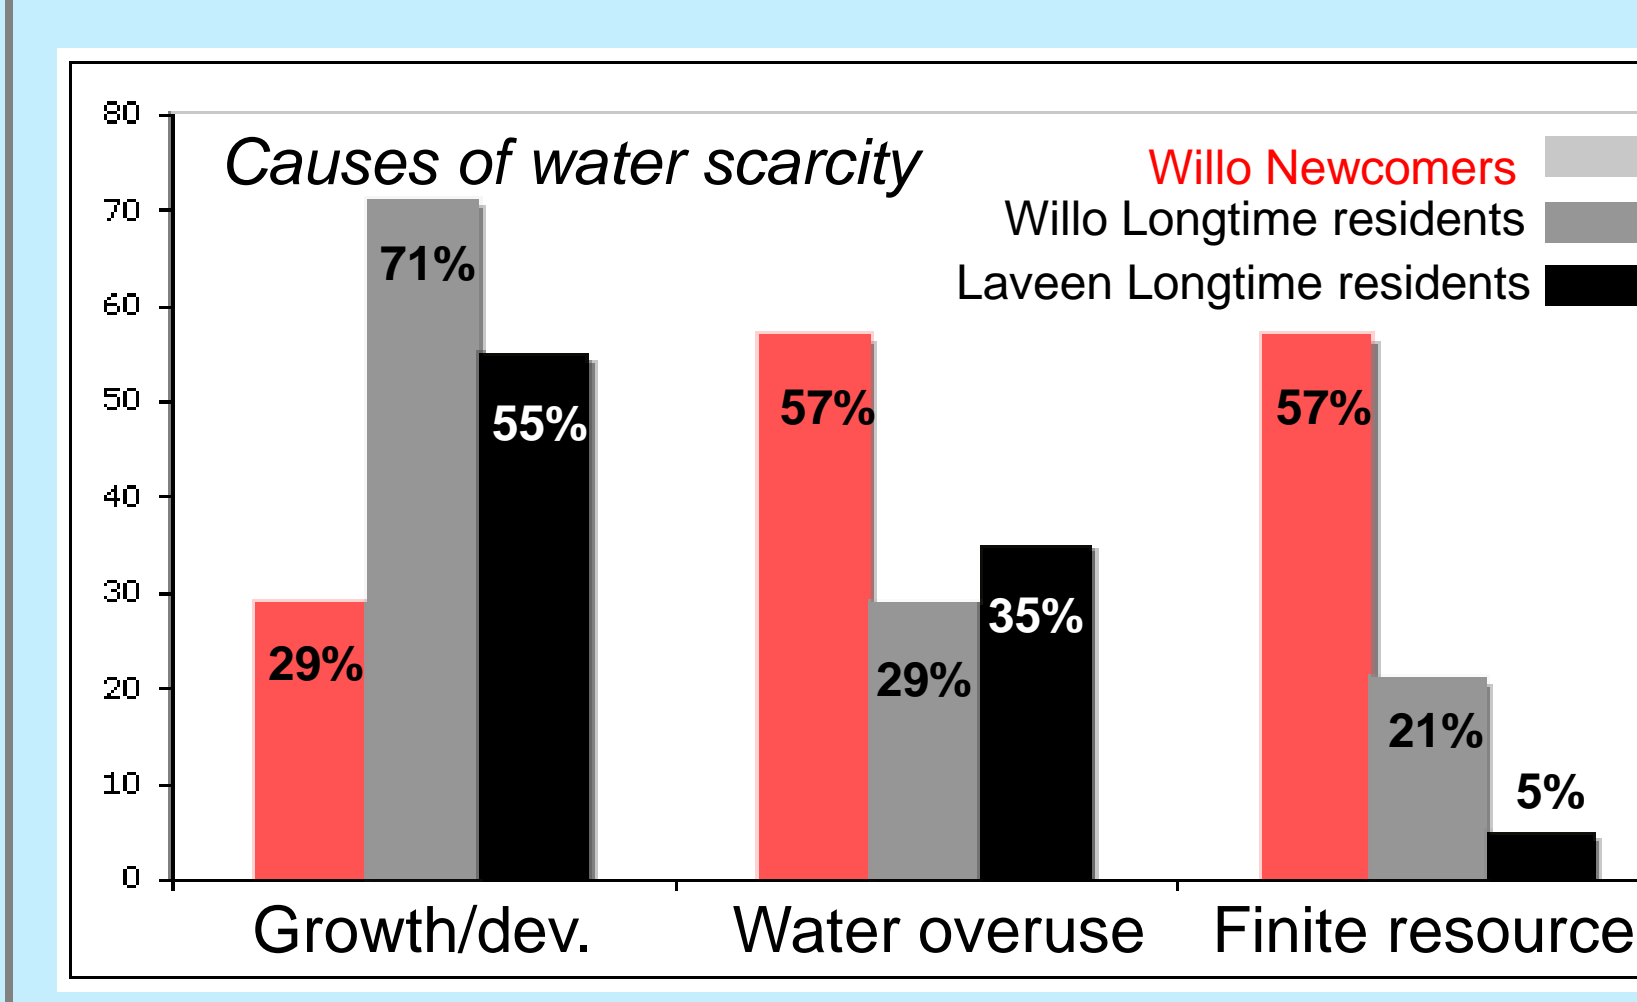 80
Causes of water scarcity
Willo Newcomers
Willo Longtime residents
Laveen Longtime residents
70
60
50
40
30
20
10
0
71%
55%
29%
57%
29%
35%
57%
21%
5%
Growth/dev.
Water overuse
Finite resource